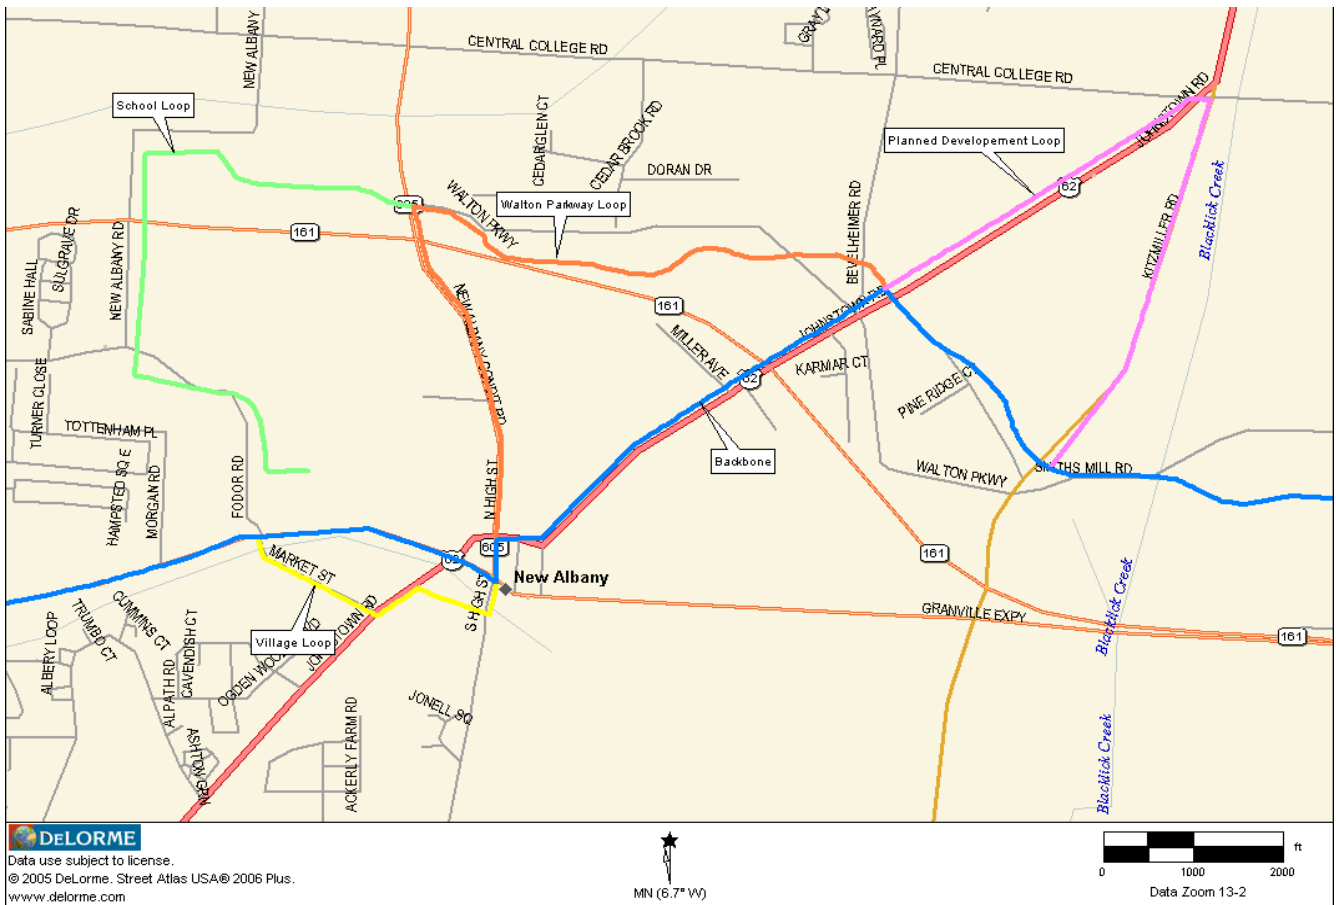 CENTRAL COLLEGE RD
NEW ALBANY
CENTRAL COLLEGE RD
School Loop
CEDARGLEN CT
CEDAR BROOK RD
JOHNSTOWN RD
Planned Developement Loop
DORAN DR
62
Blacklick Creek
WALTON PKWY
Walton Parkway Loop
605
161
SULGRAVE DR
SABINE HALL
NEW ALBANY RD
BEVELHEIMER RD
KITZMILLER RD
161
NEW ALBANY CONDIT RD
JOHNSTOWN RD
MILLER AVE
KARMAR CT
62
PINE RIDGE CT
TURNER CLOSE
TOTTENHAM PL
HAMPSTED SQ E
MORGAN RD
FODOR RD
N HIGH ST
Backbone
WALTON PKWY
SMITHS MILL RD
62
605
161
MARKET ST
New Albany
S HIGH ST
GRANVILLE EXPY
161
Blacklick Creek
CUMMINS CT
TRUMBO CT
ALBERY LOOP
Village Loop
JOHNSTOWN RD
CAVENDISH CT
ALPATH RD
JONELL SQ
ACKERLY FARM RD
ASHTON GRN
Blacklick Creek
DELORME
Data use subject to license.
© 2005 DeLorme. Street Atlas USA® 2006 Plus.
www.delorme.com
MN (6.7° W)
ft
0 1000 2000
Data Zoom 13-2